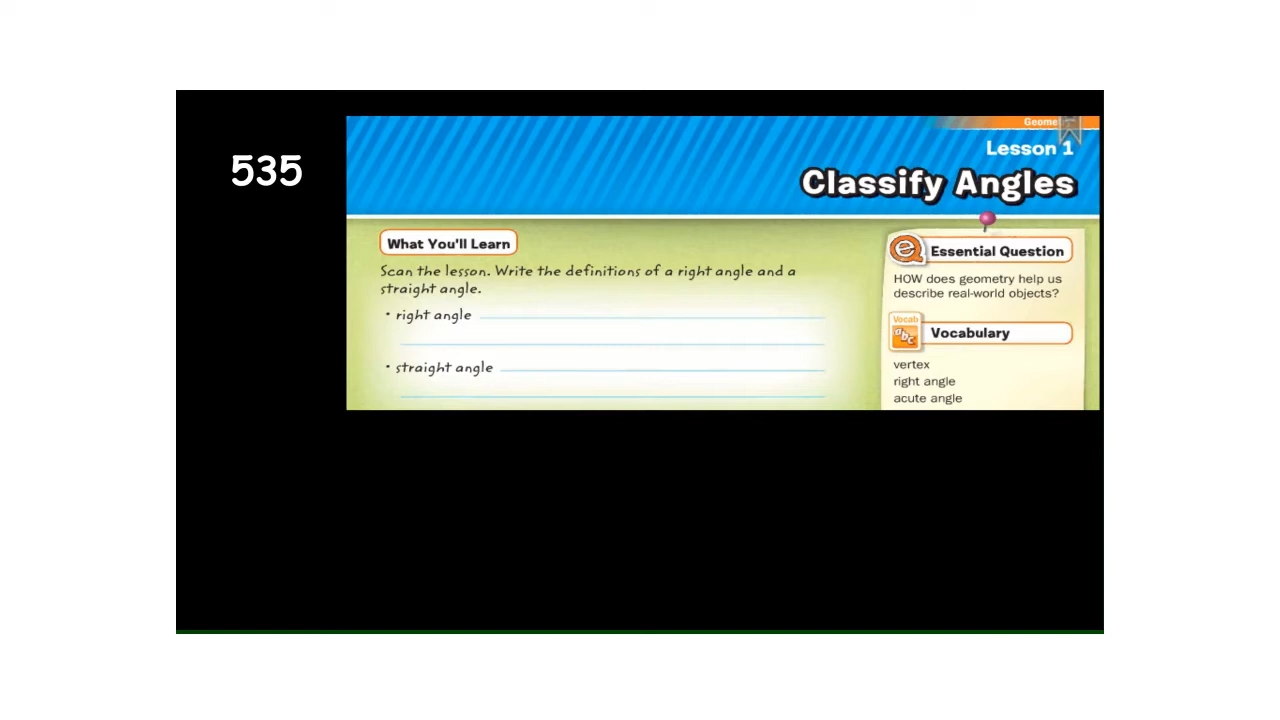 535
Geome
Lesson 1
Classify Angles
What You'll Learn
Scan the lesson. Write the definitions of a right angle and a
straight angle.
• right angle
• straight angle
Essential Question
HOW does geometry help us
describe real-world objects?
Vocab
abc
Vocabulary
vertex
right angle
acute angle